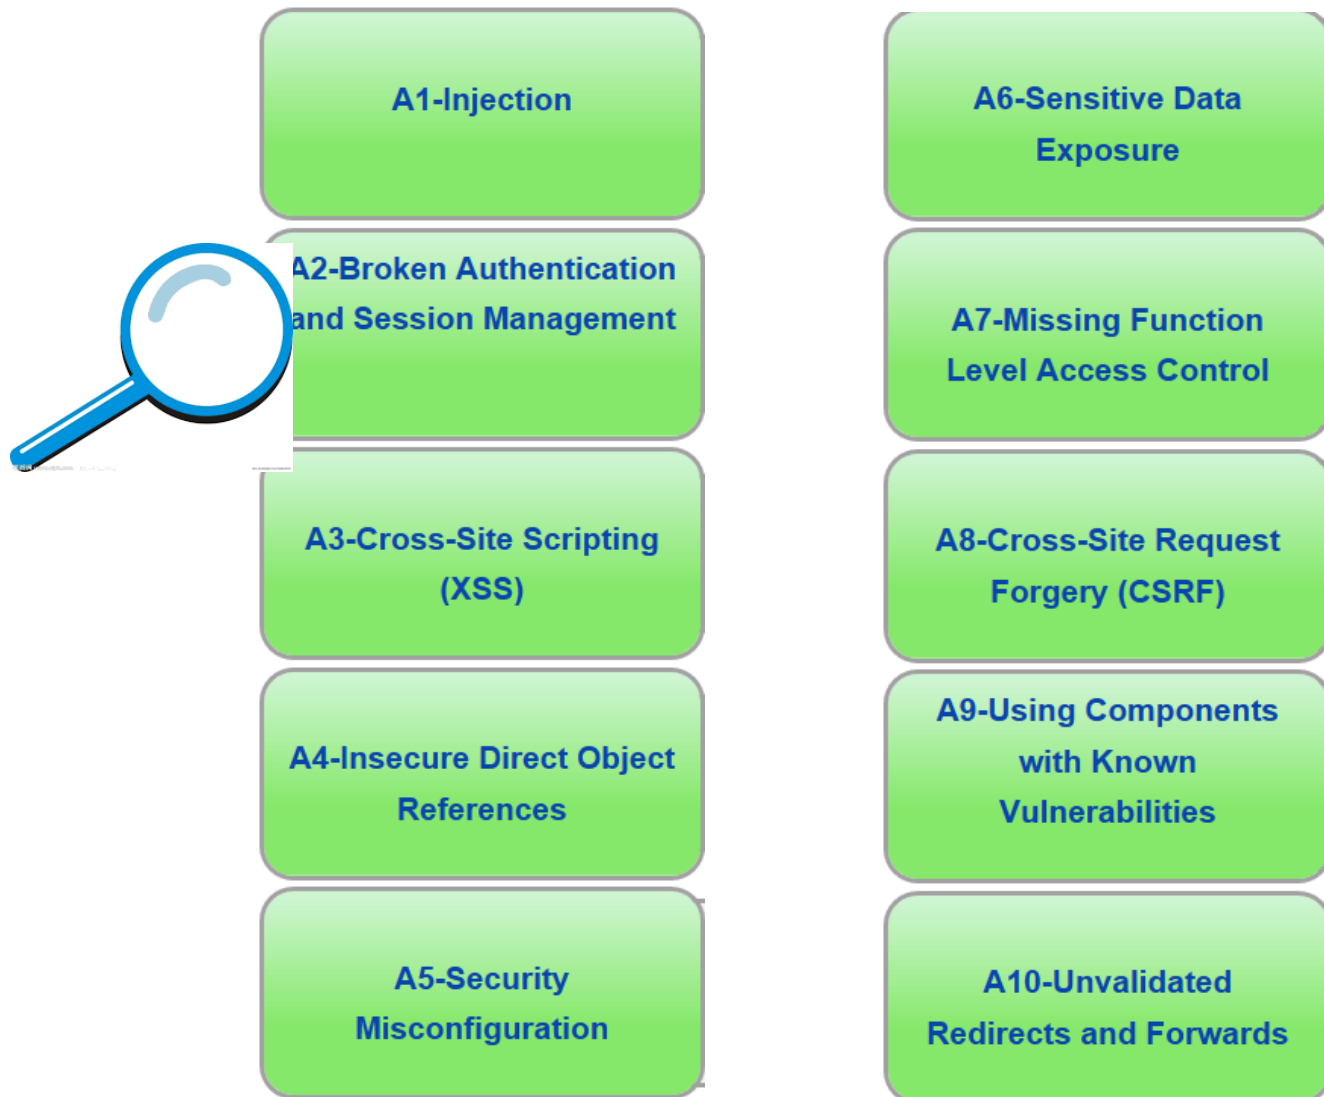 A1-Injection
A2-Broken Authentication
and Session Management
A3-Cross-Site Scripting
(XSS)
A4-Insecure Direct Object
References
A5-Security
Misconfiguration
A6-Sensitive Data
Exposure
A7-Missing Function
Level Access Control
A8-Cross-Site Request
Forgery (CSRF)
A9-Using Components
with Known
Vulnerabilities
A10-Unvalidated
Redirects and Forwards